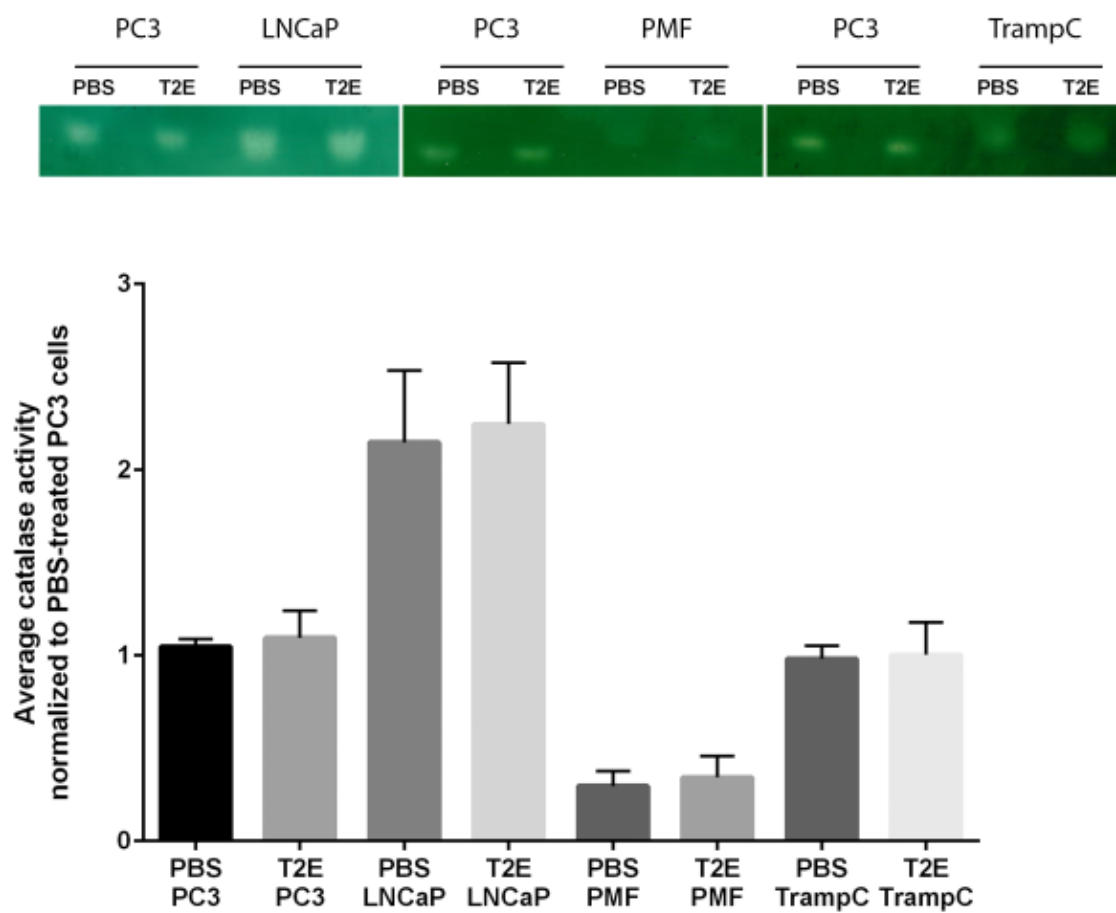 PC3 LNCaP PC3 PMF PC3 TrampC
PBS T2E PBS T2E PBS T2E PBS T2E PBS T2E PBS T2E
Average catalase activity
normalized to PBS-treated PC3 cells
3
2
1
0
PBS T2E PBS T2E PBS T2E PBS T2E
PC3 PC3 LNCaP LNCaP PMF PMF TrampC TrampC